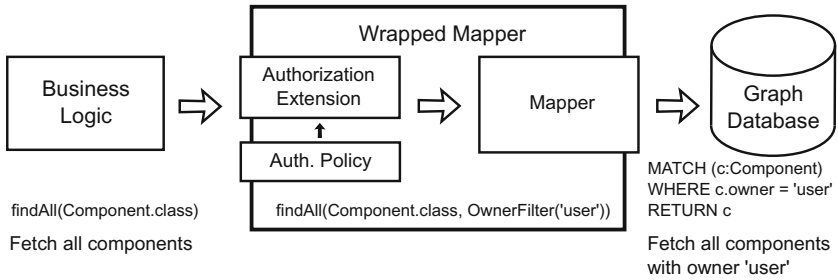 Wrapped Mapper
Business
Logic
Authorization
Extension
Auth. Policy
Mapper
Graph
Database
findAll(Component.class)
Fetch all components
findAll(Component.class, OwnerFilter('user'))
MATCH (c:Component)
WHERE c.owner = 'user'
RETURN c
Fetch all components
with owner 'user'